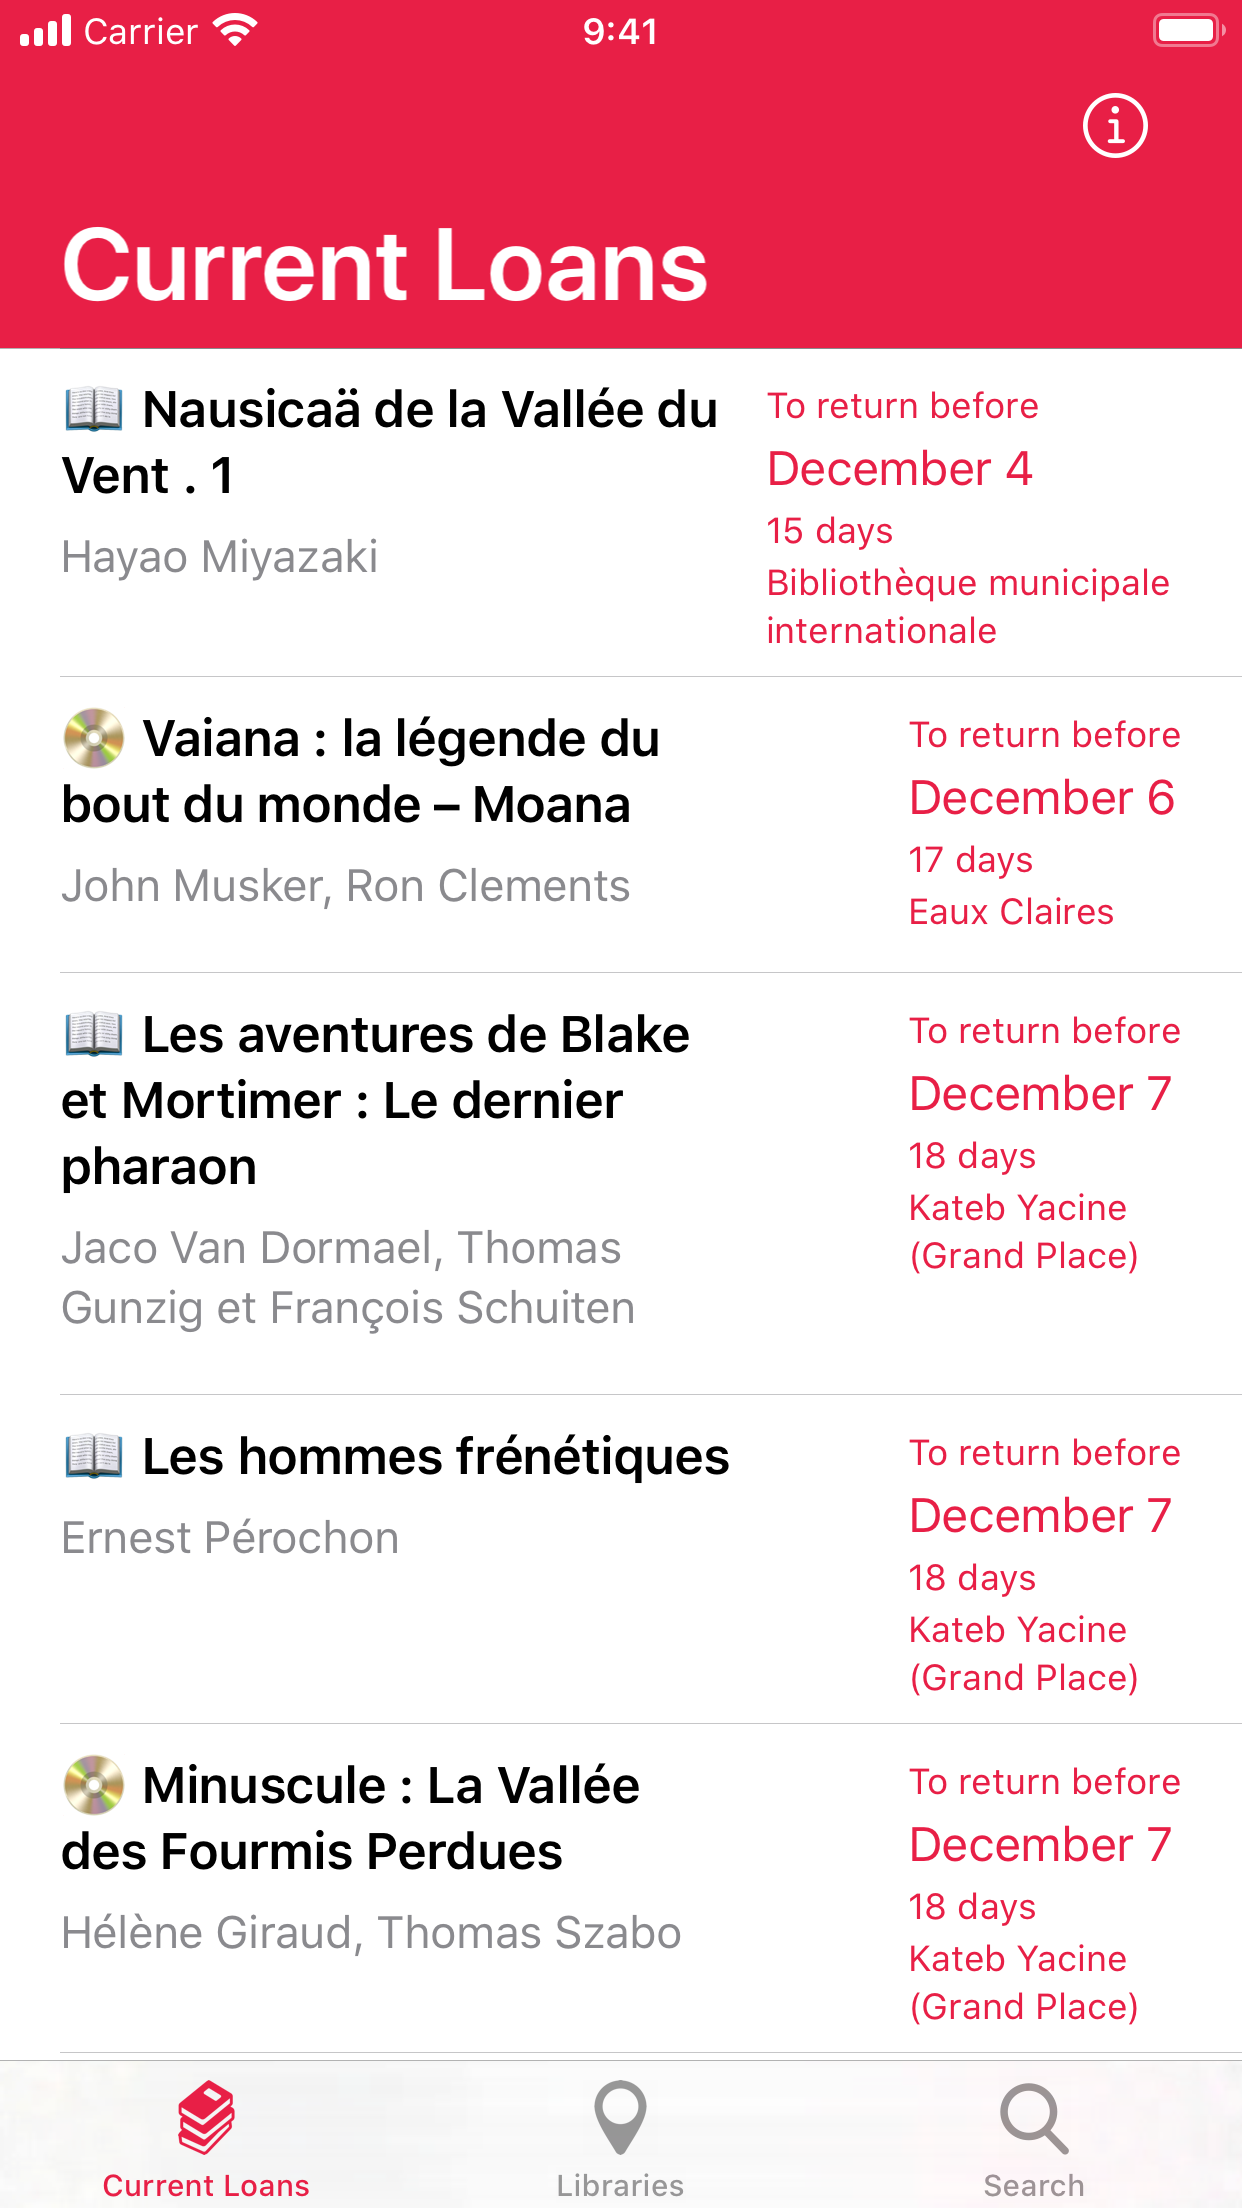 Carrier
9:41
Current Loans
Nausicaä de la Vallée du
Vent . 1
Hayao Miyazaki
To return before
December 4
15 days
Bibliothèque municipale
internationale
Vaiana : la légende du
bout du monde – Moana
John Musker, Ron Clements
To return before
December 6
17 days
Eaux Claires
Les aventures de Blake
et Mortimer : Le dernier
pharaon
Jaco Van Dormael, Thomas
Gunzig et François Schuiten
To return before
December 7
18 days
Kateb Yacine
(Grand Place)
Les hommes frénétiques
Ernest Pérochon
To return before
December 7
18 days
Kateb Yacine
(Grand Place)
Minuscule : La Vallée
des Fourmis Perdues
Hélène Giraud, Thomas Szabo
To return before
December 7
18 days
Kateb Yacine
(Grand Place)
Current Loans
Libraries
Search